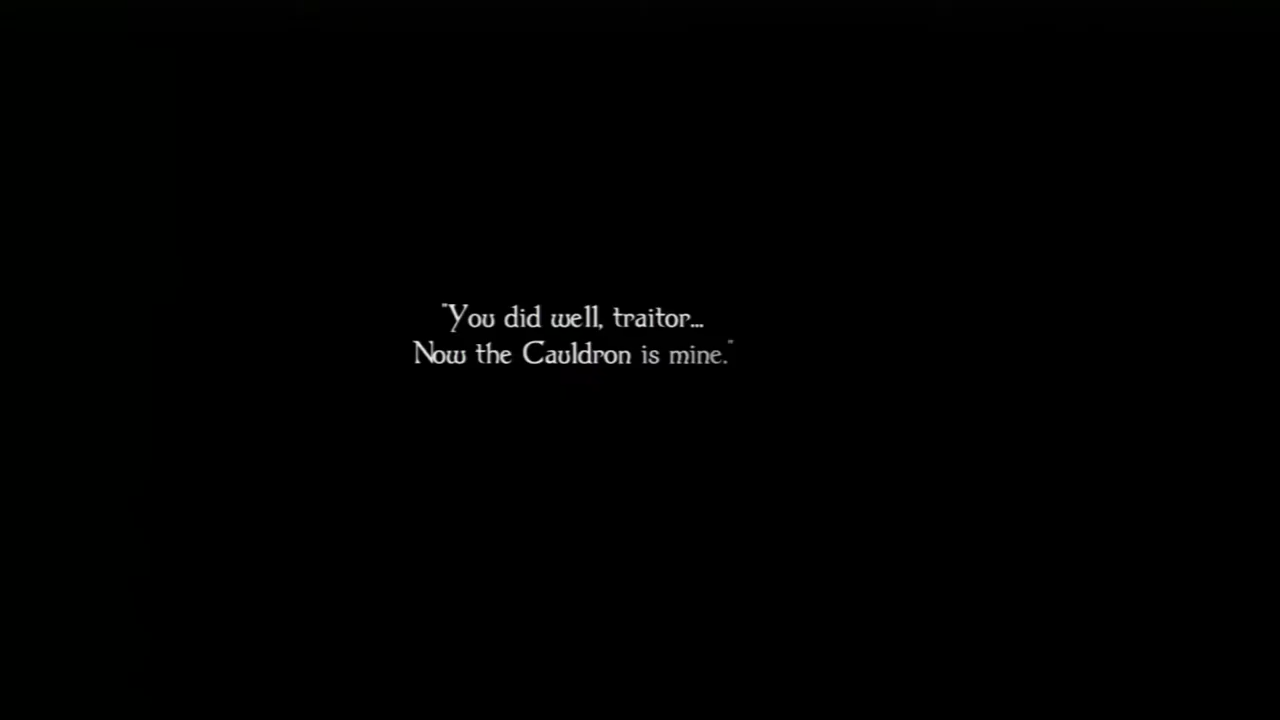 "You did well, traitor...
Now the Cauldron is mine."